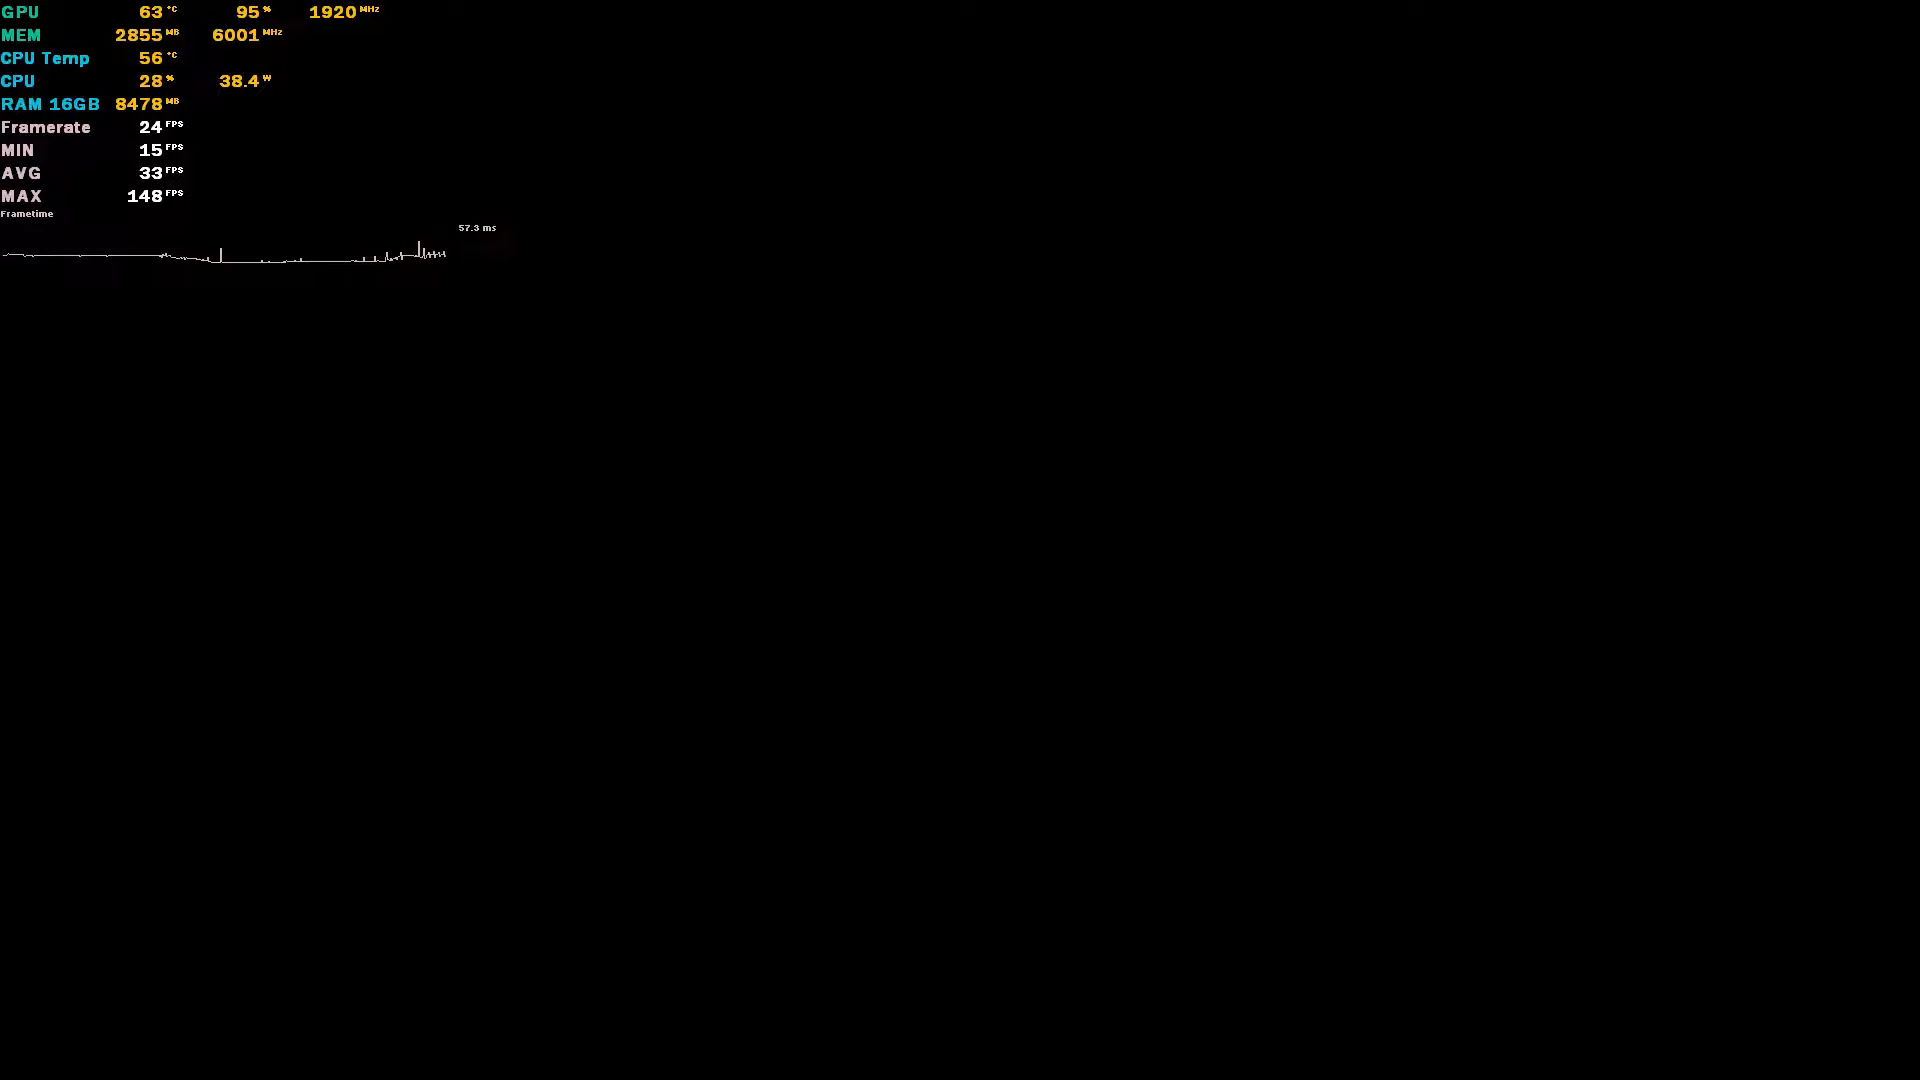 GPU 63 °C 95 % 1920 MHz
MEM 2855 MB 6001 MHz
CPU Temp 56 °C
CPU 28 % 38.4 W
RAM 16GB 8478 MB
Framerate 24 FPS
MIN 15 FPS
AVG 33 FPS
MAX 148 FPS
Frametime
57.3 ms